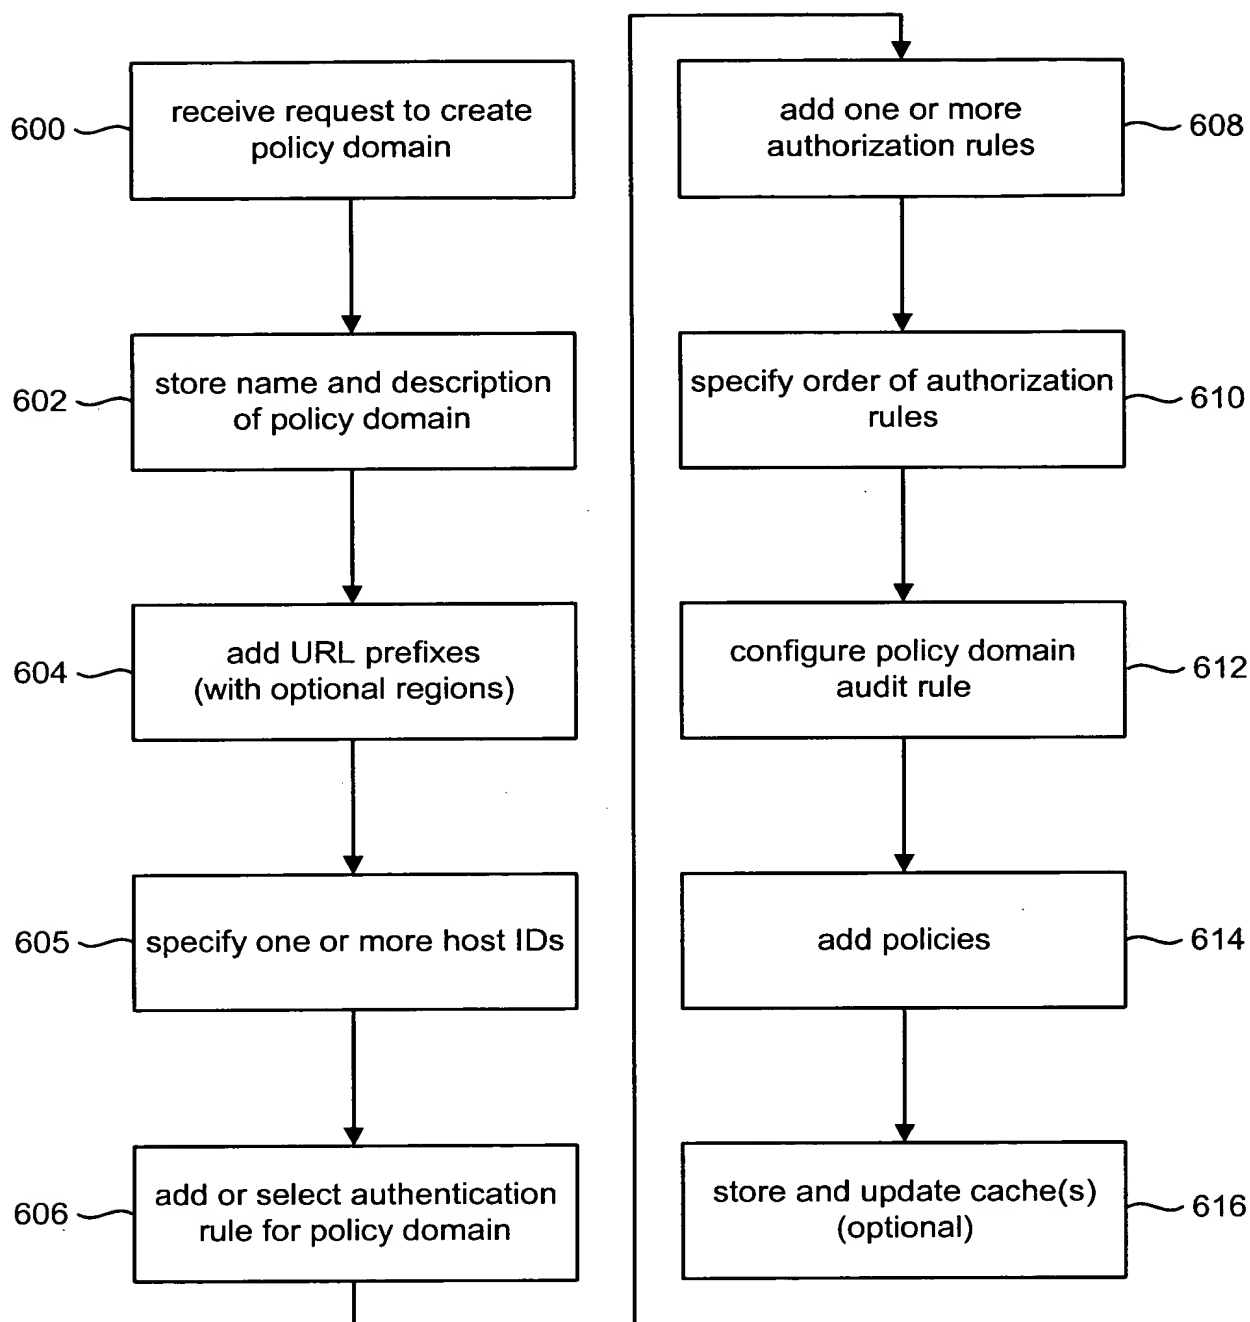 600
receive request to create
policy domain
602
store name and description
of policy domain
604
add URL prefixes
(with optional regions)
605
specify one or more host IDs
606
add or select authentication
rule for policy domain
add one or more
authorization rules
608
specify order of authorization
rules
610
configure policy domain
audit rule
612
add policies
614
store and update cache(s)
(optional)
616